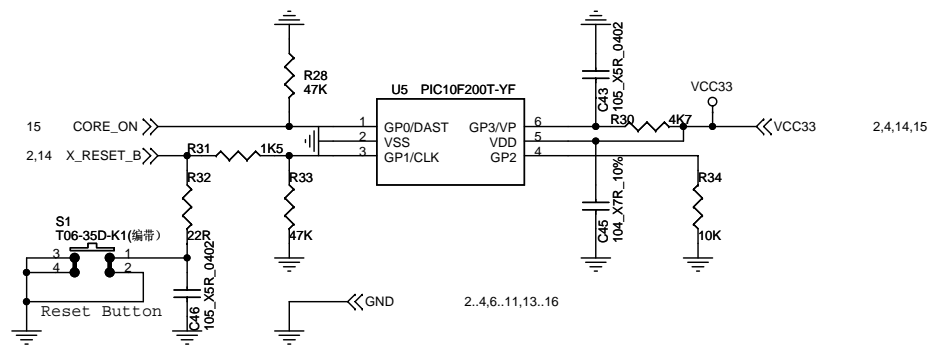 R28
47K
U5 PIC10F200T-YF
C43
105_X5R_0402
VCC33
R30 4K7
15 CORE_ON
1 GP0/DAST GP3/VP 6
VCC33 2,4,14,15
2 VSS VDD 5
2,14 X_RESET_B
3 GP1/CLK GP2 4
R31 1K5
R32
22R
R33
47K
C45
104_X7R_10%
R34
10K
S1
T06-35D-K1(编带)
3 1
4 2
C46
105_X5R_0402
Reset Button
GND 2..4,6..11,13..16